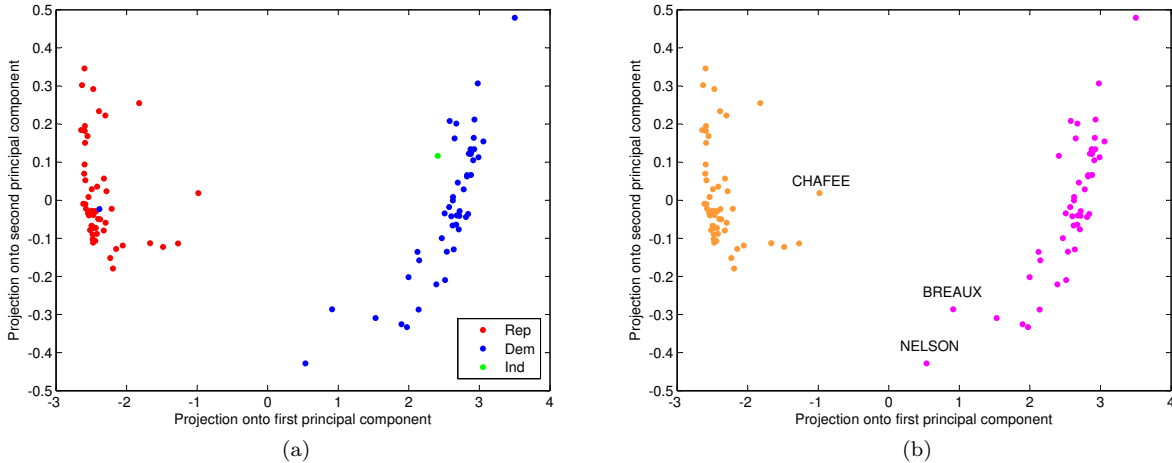 0.5
0.4
0.3
0.2
0.1
0
-0.1
-0.2
-0.3
-0.4
-0.5
Projection onto second principal component
-3 -2 -1 0 1 2 3 4
Projection onto first principal component
Rep
Dem
Ind
(a)
0.5
0.4
0.3
0.2
0.1
0
-0.1
-0.2
-0.3
-0.4
-0.5
Projection onto second principal component
CHAFEE
BREAUX
NELSON
-3 -2 -1 0 1 2 3 4
Projection onto first principal component
(b)